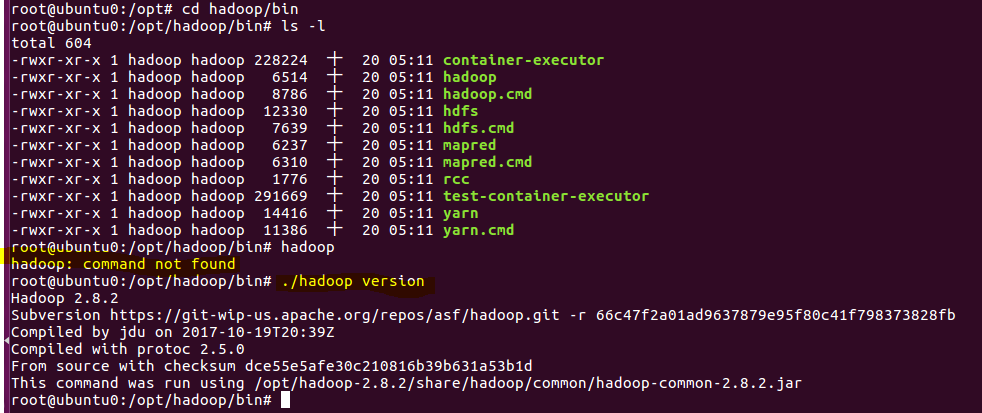 root@ubuntu0:/opt# cd hadoop/bin
root@ubuntu0:/opt/hadoop/bin# ls -l
total 604
-rwxr-xr-x 1 hadoop hadoop 228224 十 20 05:11 container-executor
-rwxr-xr-x 1 hadoop hadoop 6514 十 20 05:11 hadoop
-rwxr-xr-x 1 hadoop hadoop 8786 十 20 05:11 hadoop.cmd
-rwxr-xr-x 1 hadoop hadoop 12330 十 20 05:11 hdfs
-rwxr-xr-x 1 hadoop hadoop 7639 十 20 05:11 hdfs.cmd
-rwxr-xr-x 1 hadoop hadoop 6237 十 20 05:11 mapred
-rwxr-xr-x 1 hadoop hadoop 6310 十 20 05:11 mapred.cmd
-rwxr-xr-x 1 hadoop hadoop 1776 十 20 05:11 rcc
-rwxr-xr-x 1 hadoop hadoop 291669 十 20 05:11 test-container-executor
-rwxr-xr-x 1 hadoop hadoop 14416 十 20 05:11 yarn
-rwxr-xr-x 1 hadoop hadoop 11386 十 20 05:11 yarn.cmd
root@ubuntu0:/opt/hadoop/bin# hadoop
hadoop: command not found
root@ubuntu0:/opt/hadoop/bin# ./hadoop version
Hadoop 2.8.2
Subversion https://git-wip-us.apache.org/repos/asf/hadoop.git -r 66c47f2a01ad9637879e95f80c41f798373828fb
Compiled by jdu on 2017-10-19T20:39Z
Compiled with protoc 2.5.0
From source with checksum dce55e5afe30c210816b39b631a53b1d
This command was run using /opt/hadoop-2.8.2/share/hadoop/common/hadoop-common-2.8.2.jar
root@ubuntu0:/opt/hadoop/bin#